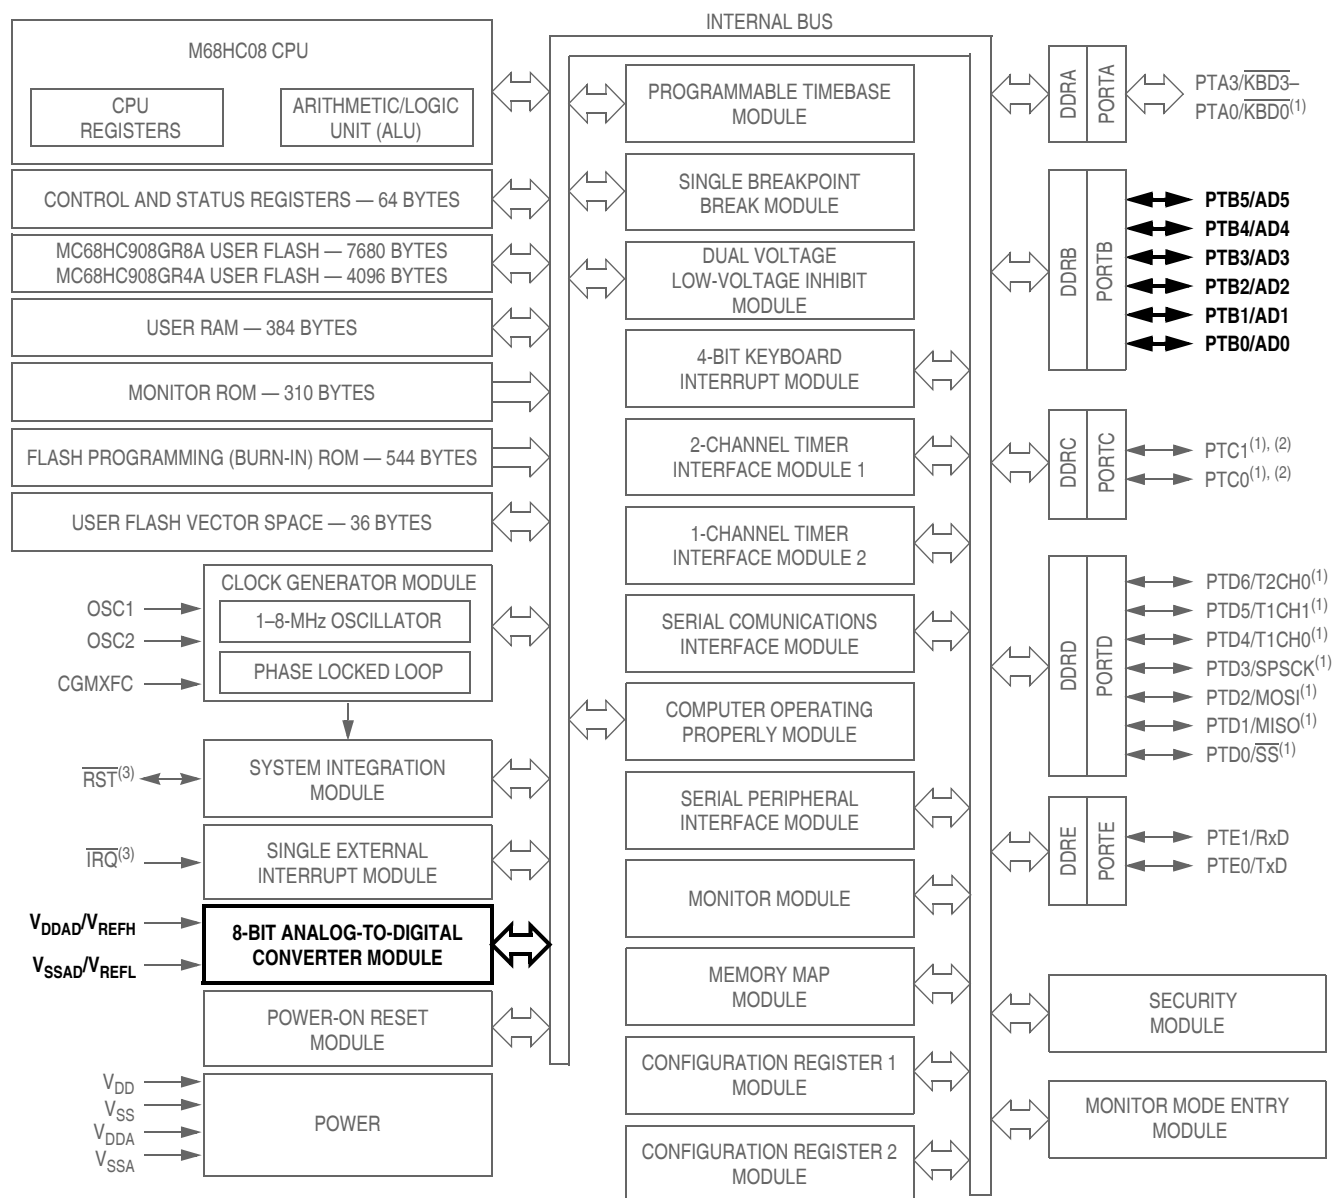 INTERNAL BUS
M68HC08 CPU
CPU
REGISTERS
ARITHMETIC/LOGIC
UNIT (ALU)
CONTROL AND STATUS REGISTERS — 64 BYTES
MC68HC908GR8A USER FLASH — 7680 BYTES
MC68HC908GR4A USER FLASH — 4096 BYTES
USER RAM — 384 BYTES
MONITOR ROM — 310 BYTES
FLASH PROGRAMMING (BURN-IN) ROM — 544 BYTES
USER FLASH VECTOR SPACE — 36 BYTES
CLOCK GENERATOR MODULE
1–8-MHz OSCILLATOR
PHASE LOCKED LOOP
OSC1
OSC2
CGMXFC
SYSTEM INTEGRATION
MODULE
RST(3)
SINGLE EXTERNAL
INTERRUPT MODULE
IRQ(3)
8-BIT ANALOG-TO-DIGITAL
CONVERTER MODULE
VDDAD/VREFH
VSSAD/VREFL
POWER-ON RESET
MODULE
POWER
VDD
VSS
VDDA
VSSA
PROGRAMMABLE TIMEBASE
MODULE
SINGLE BREAKPOINT
BREAK MODULE
DUAL VOLTAGE
LOW-VOLTAGE INHIBIT
MODULE
4-BIT KEYBOARD
INTERRUPT MODULE
2-CHANNEL TIMER
INTERFACE MODULE 1
1-CHANNEL TIMER
INTERFACE MODULE 2
SERIAL COMUNICATIONS
INTERFACE MODULE
COMPUTER OPERATING
PROPERLY MODULE
SERIAL PERIPHERAL
INTERFACE MODULE
MONITOR MODULE
MEMORY MAP
MODULE
CONFIGURATION REGISTER 1
MODULE
CONFIGURATION REGISTER 2
MODULE
DDRA
PORTA
PTA3/KBD3–
PTA0/KBD0(1)
DDRB
PORTB
PTB5/AD5
PTB4/AD4
PTB3/AD3
PTB2/AD2
PTB1/AD1
PTB0/AD0
DDRC
PORTC
PTC1(1), (2)
PTC0(1), (2)
DDRD
PORTD
PTD6/T2CH0(1)
PTD5/T1CH1(1)
PTD4/T1CH0(1)
PTD3/SPSCK(1)
PTD2/MOSI(1)
PTD1/MISO(1)
PTD0/SS(1)
DDRE
PORTE
PTE1/RxD
PTE0/TxD
SECURITY
MODULE
MONITOR MODE ENTRY
MODULE